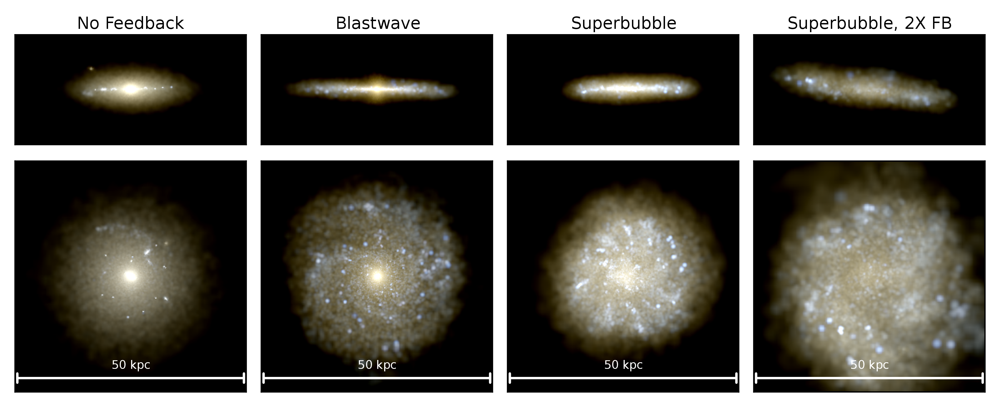 No Feedback
Blastwave
Superbubble
Superbubble, 2X FB
50 kpc
50 kpc
50 kpc
50 kpc